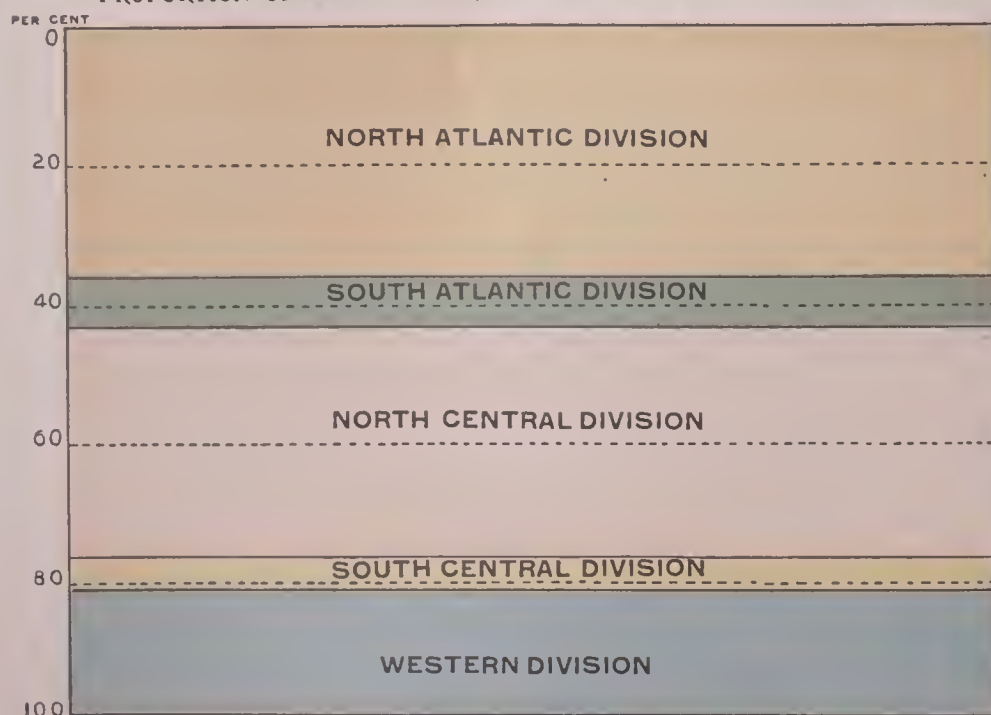 PER CENT
0
NORTH ATLANTIC DIVISION
20
SOUTH ATLANTIC DIVISION
40
NORTH CENTRAL DIVISION
60
SOUTH CENTRAL DIVISION
80
WESTERN DIVISION
100